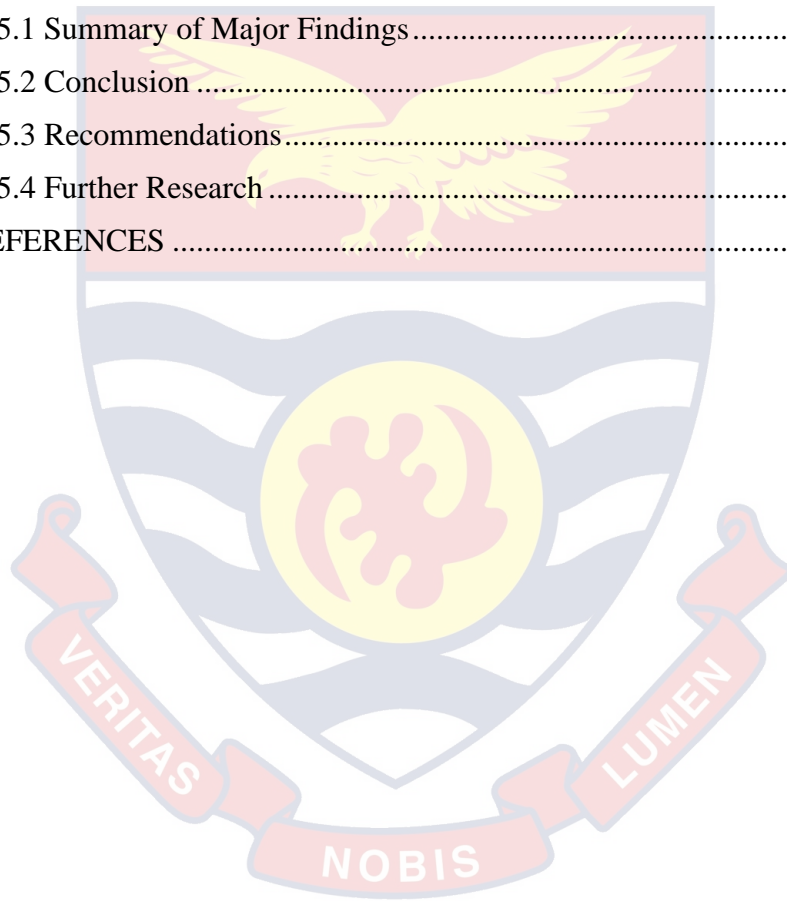 5.1 Summary of Major Findings ..........................................
5.2 Conclusion ....................................................................
5.3 Recommendations .........................................................
5.4 Further Research ...........................................................
EFERENCES .......................................................................
VERITAS
NOBIS
LUMEN